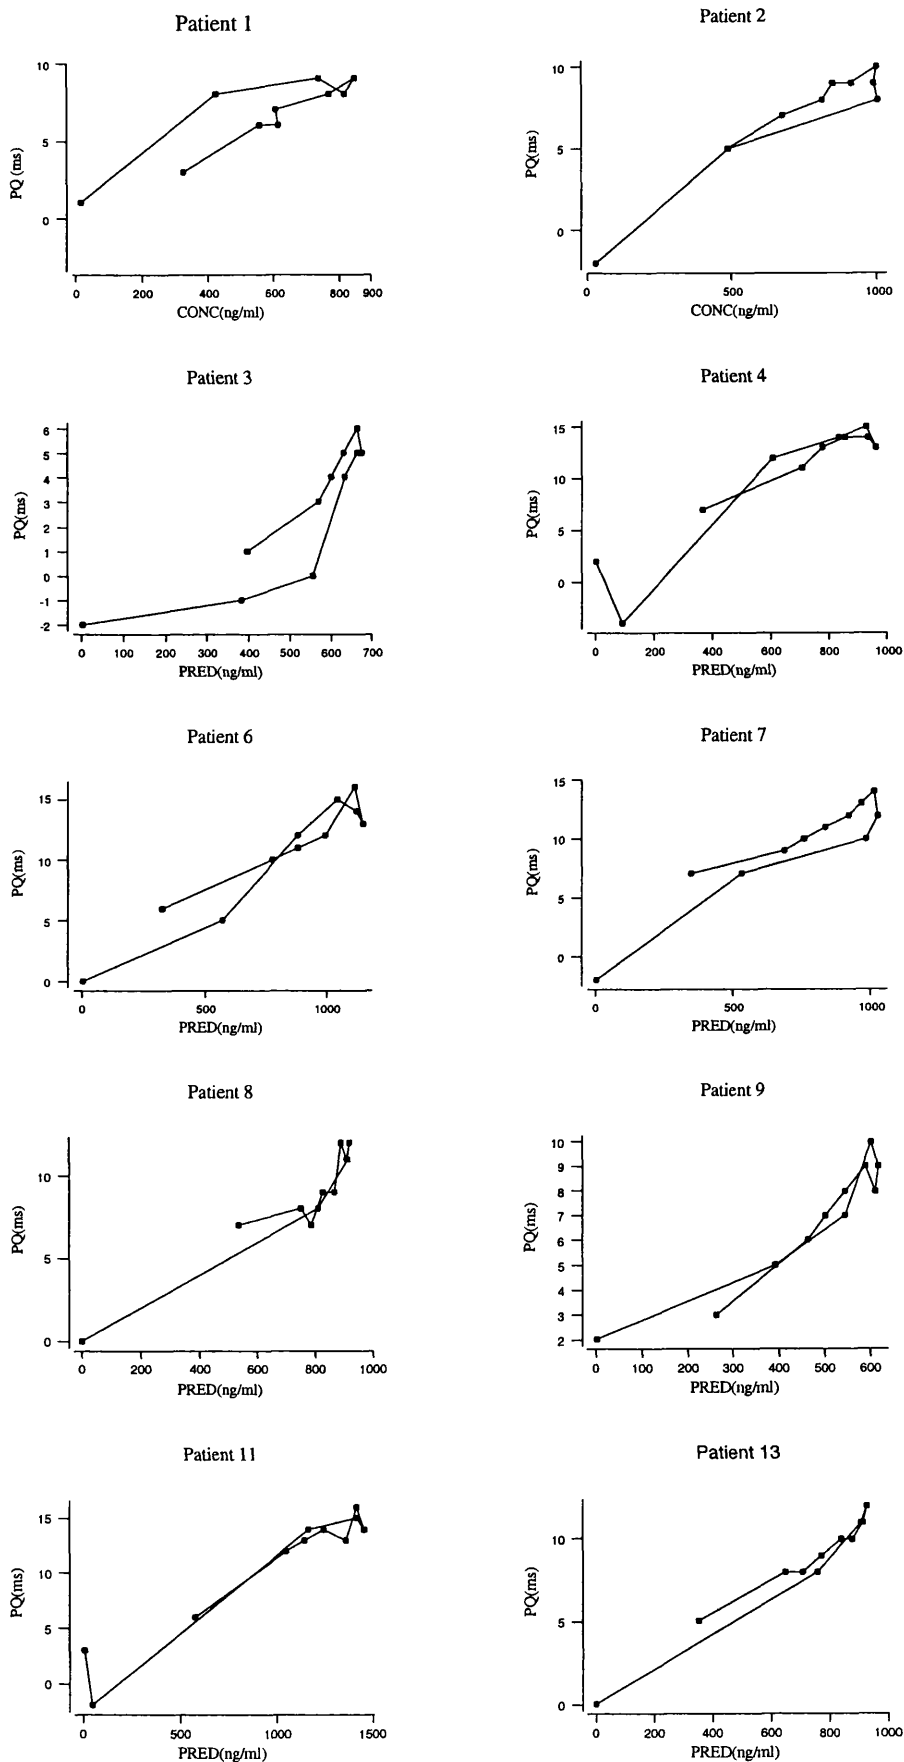 Patient 1
10
5
0
PQ (ms)
0 200 400 600 800 900
CONC(ng/ml)
Patient 2
10
5
0
PQ(ms)
0 500 1000
CONC(ng/ml)
Patient 3
6
5
4
3
2
1
0
-1
-2
PQ(ms)
0 100 200 300 400 500 600 700
PRED(ng/ml)
Patient 4
15
10
5
0
PQ(ms)
0 200 400 600 800 1000
PRED(ng/ml)
Patient 6
15
10
5
0
PQ(ms)
0 500 1000
PRED(ng/ml)
Patient 7
15
10
5
0
PQ(ms)
0 500 1000
PRED(ng/ml)
Patient 8
10
5
0
PQ(ms)
0 200 400 600 800 1000
PRED(ng/ml)
Patient 9
10
9
8
7
6
5
4
3
2
PQ(ms)
0 100 200 300 400 500 600
PRED(ng/ml)
Patient 11
15
10
5
0
PQ(ms)
0 500 1000 1500
PRED(ng/ml)
Patient 13
10
5
0
PQ(ms)
0 200 400 600 800 1000
PRED(ng/ml)